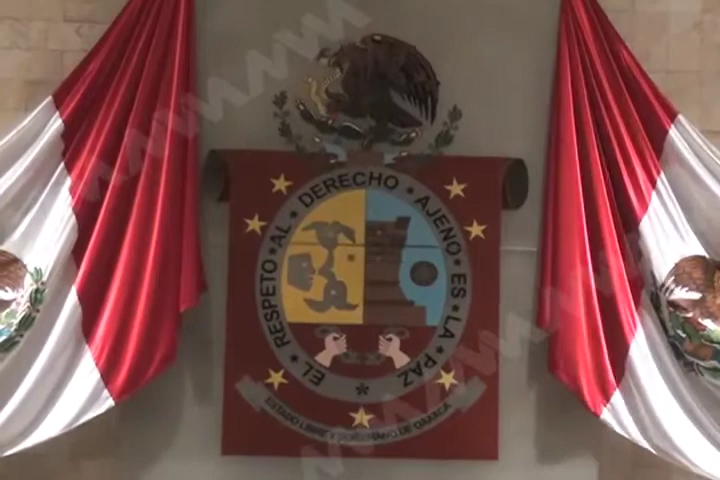 EL • RESPETO • AL • DERECHO • AJENO • ES • LA • PAZ
ESTADO LIBRE Y SOBERANO DE OAXACA